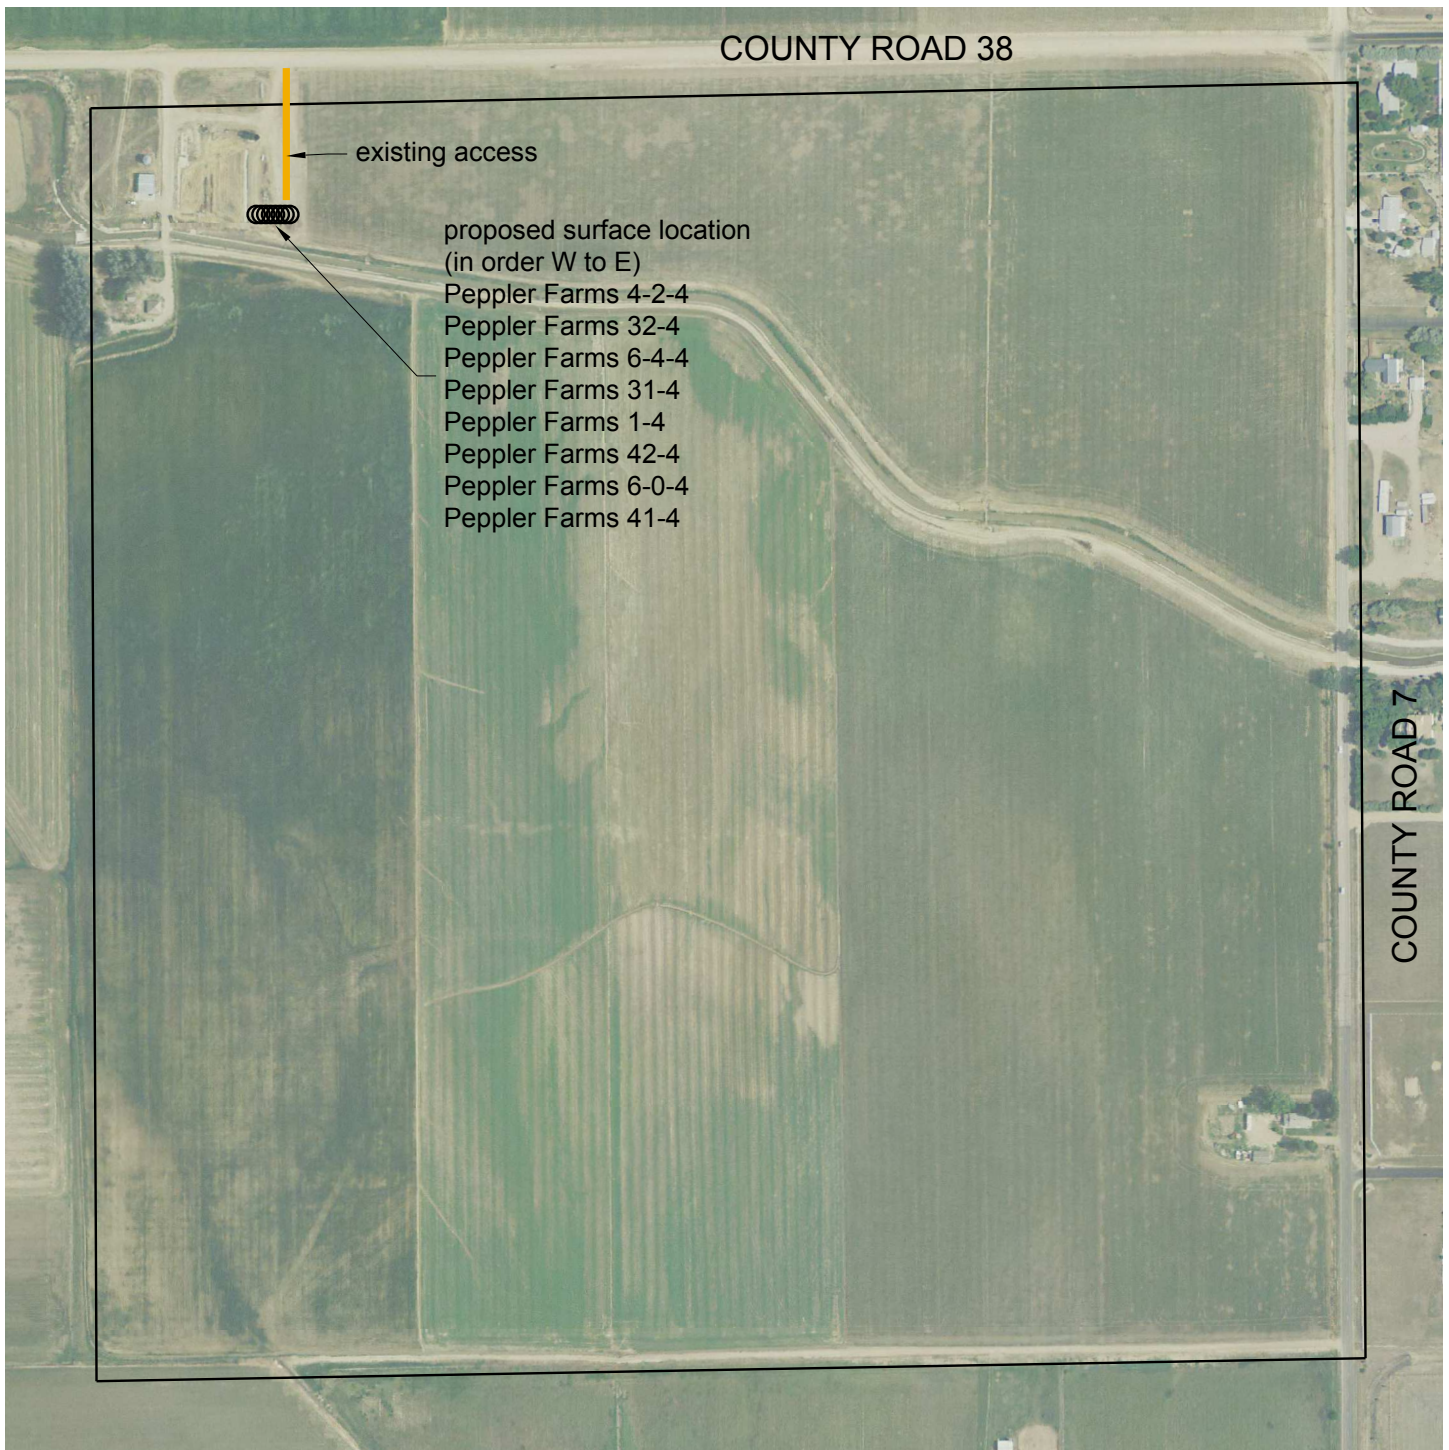 COUNTY ROAD 38
existing access
proposed surface location
(in order W to E)
Peppler Farms 4-2-4
Peppler Farms 32-4
Peppler Farms 6-4-4
Peppler Farms 31-4
Peppler Farms 1-4
Peppler Farms 42-4
Peppler Farms 6-0-4
Peppler Farms 41-4
COUNTY ROAD 7